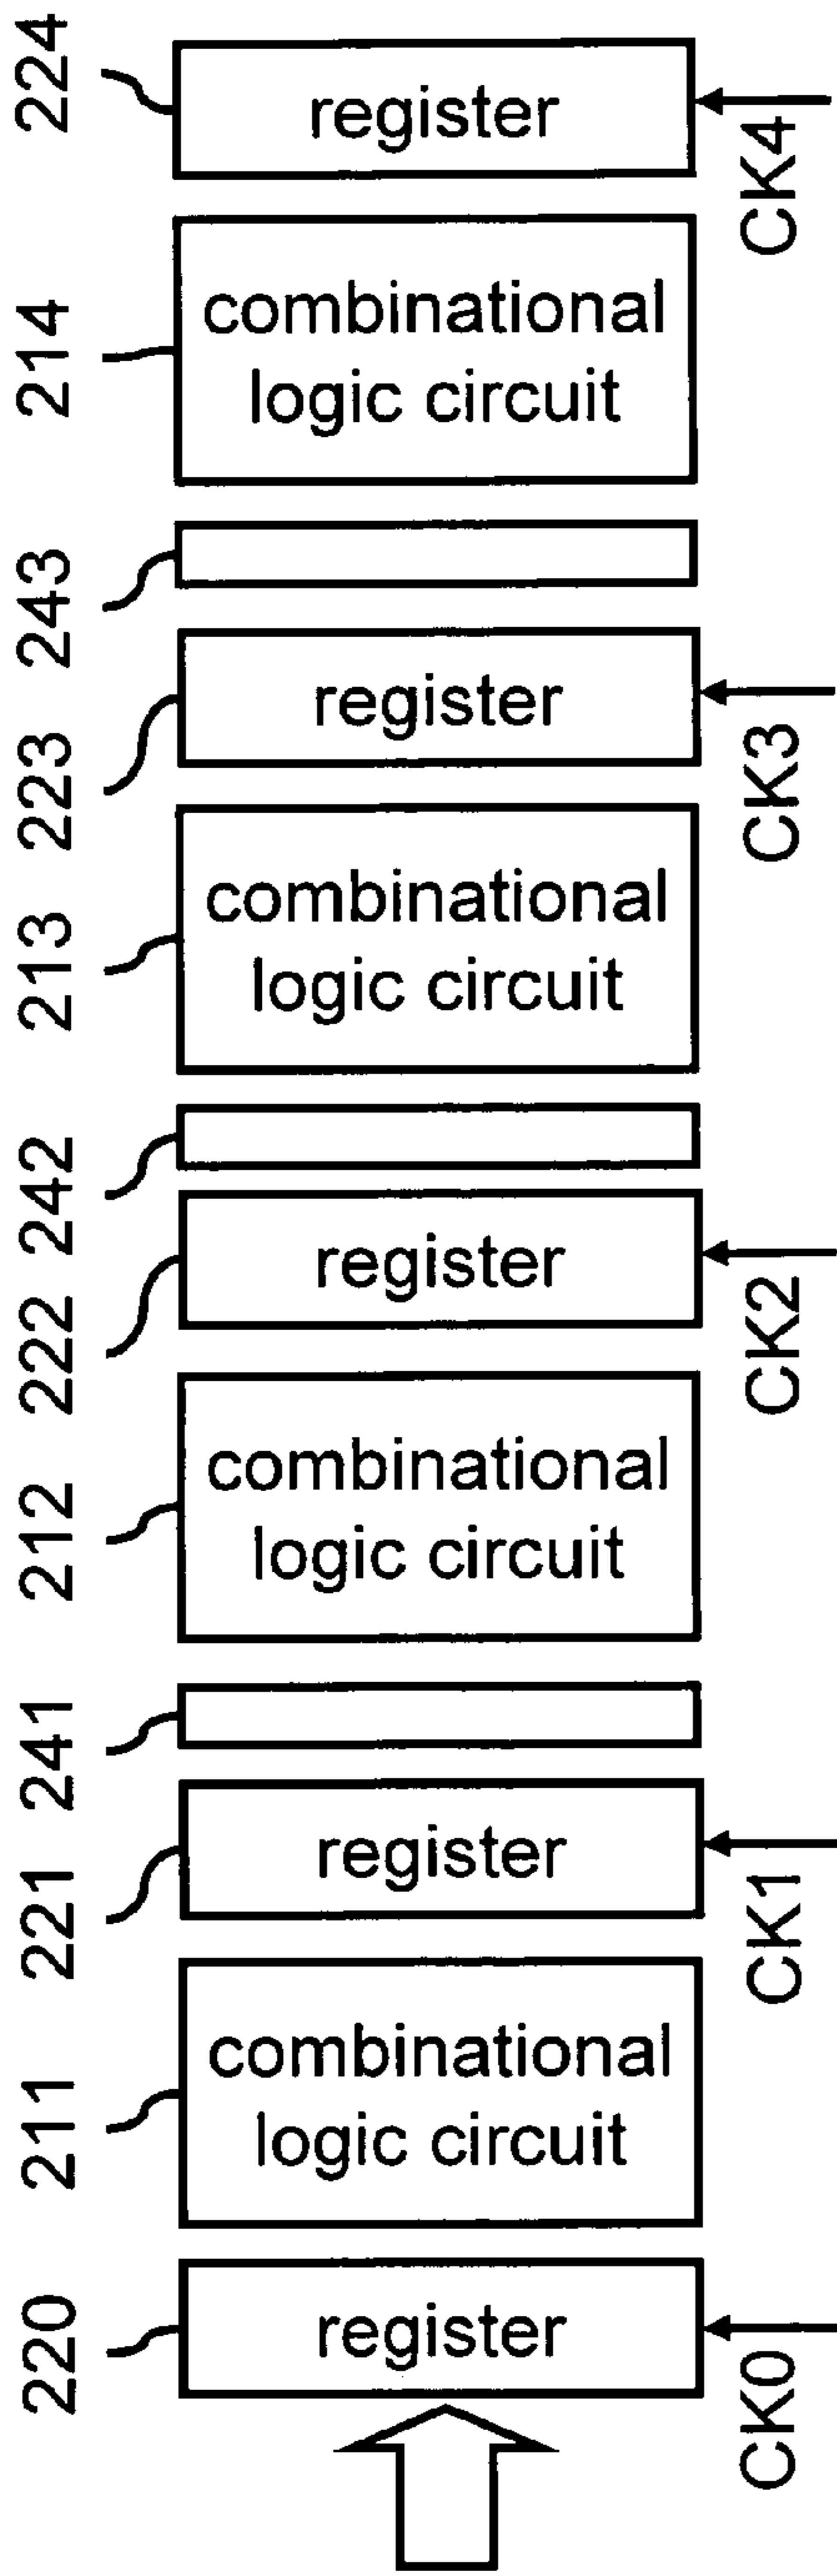 224
register
CK4
214
combinational
logic circuit
243
223
register
CK3
213
combinational
logic circuit
242
222
register
CK2
212
combinational
logic circuit
241
221
register
CK1
211
combinational
logic circuit
220
register
CK0